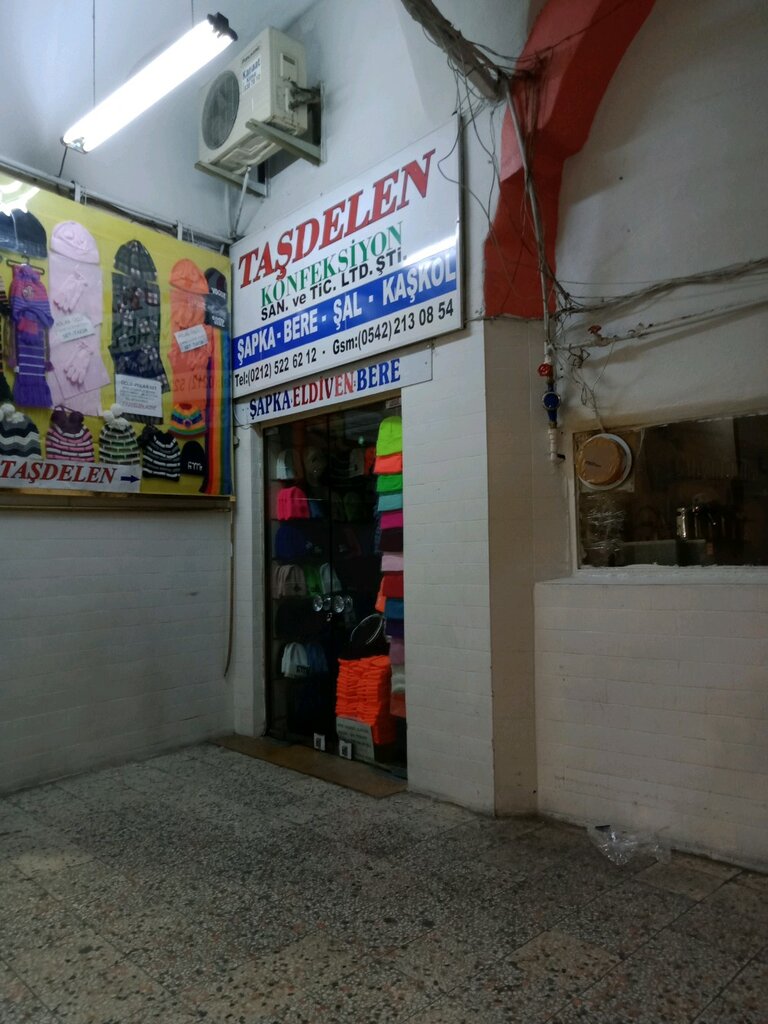 TAŞDELEN
KONFEKSİYON
SAN. ve TİC. LTD. ŞTİ.
ŞAPKA - BERE - ŞAL - KAŞKOL
Tel:(0212) 522 62 12 - Gsm:(0542) 213 08 54
ŞAPKA ELDİVEN BERE
TAŞDELEN